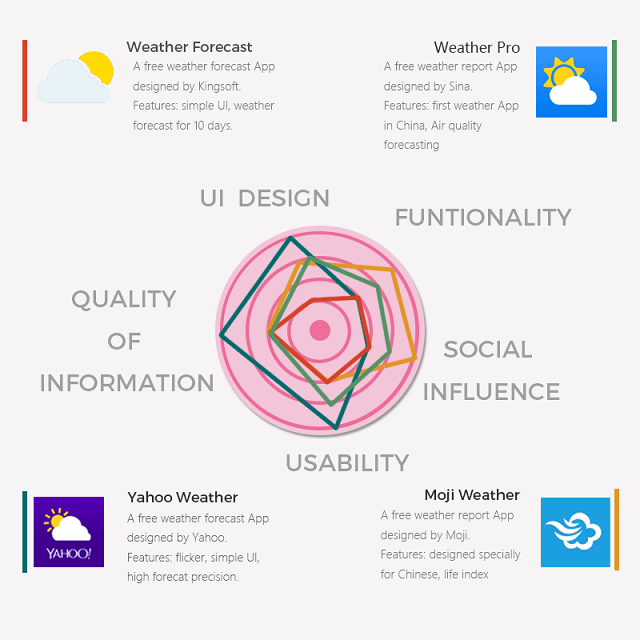 Weather Forecast
A free weather forecast App
designed by Kingsoft.
Features: simple UI, weather
forecast for 10 days.
Weather Pro
A free weather report App
designed by Sina.
Features: first weather App
in China, Air quality
forecasting
UI DESIGN
FUNTIONALITY
QUALITY
OF
INFORMATION
SOCIAL
INFLUENCE
USABILITY
YAHOO!
Yahoo Weather
A free weather forecast App
designed by Yahoo.
Features: flicker, simple UI,
high forecat precision.
Moji Weather
A free weather report App
designed by Moji.
Features: designed specially
for Chinese, life index